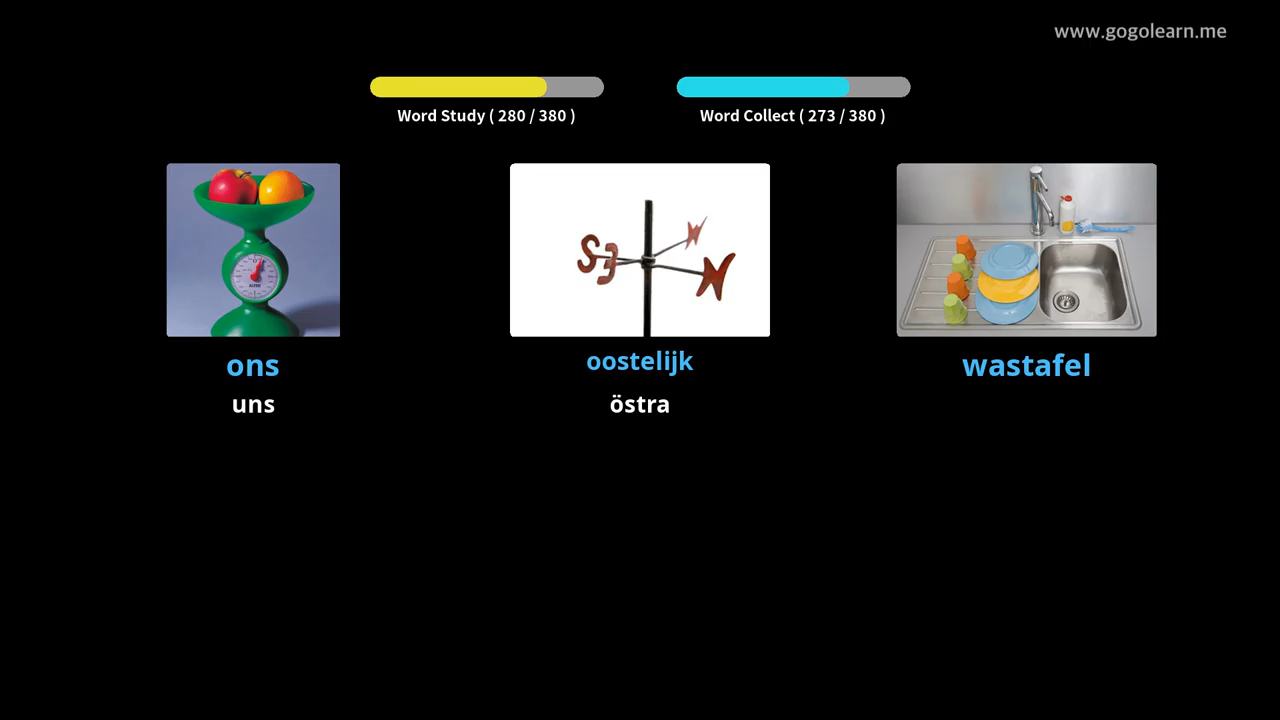 www.gogolearn.me
Word Study ( 280 / 380 )
Word Collect ( 273 / 380 )
S E N
ons
oostelijk
wastafel
uns
östra